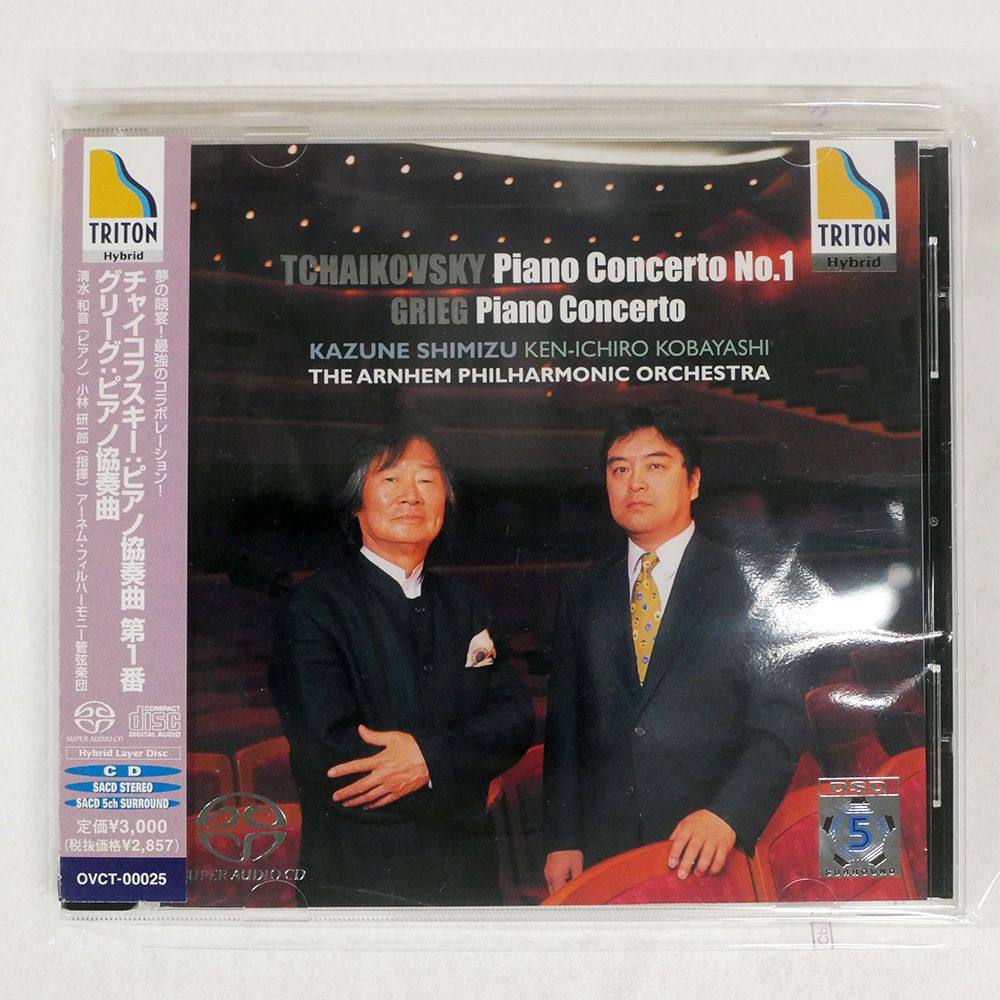 TRITON
Hybrid
夢の競宴!最強のコラボレーション!
チャイコフスキー:ピアノ協奏曲 第1番
グリーグ:ピアノ協奏曲
清水 和音(ピアノ) 小林 研一郎(指揮) アーネム・フィルハーモニー管弦楽団
SUPER AUDIO CD
COMPACT
disc
DIGITAL AUDIO
Hybrid Layer Disc
CD
SACD STEREO
SACD 5ch SURROUND
定価¥3,000
(税抜価格¥2,857)
OVCT-00025
TRITON
Hybrid
TCHAIKOVSKY Piano Concerto No.1
GRIEG Piano Concerto
KAZUNE SHIMIZU KEN-ICHIRO KOBAYASHI
THE ARNHEM PHILHARMONIC ORCHESTRA
SUPER AUDIO CD
DSD
5
SURROUND